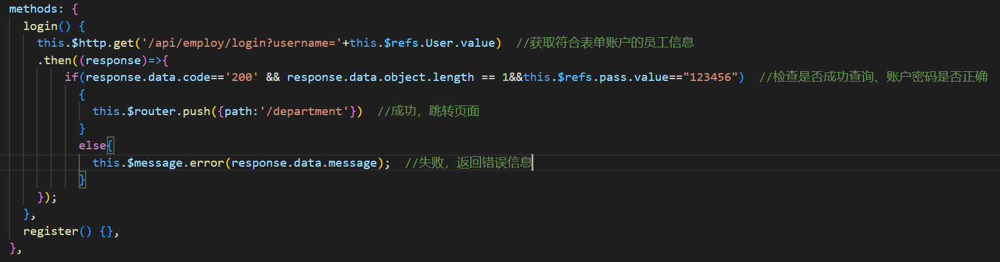 methods: {
login() {
this.$http.get('/api/employ/login?username='+this.$refs.User.value)  //获取符合表单账户的员工信息
.then((response)=>{
if(response.data.code=='200' && response.data.object.length == 1&&this.$refs.pass.value=="123456")  //检查是否成功查询、账户密码是否正确
{
this.$router.push({path:'/department'})  //成功，跳转页面
}
else{
this.$message.error(response.data.message);  //失败，返回错误信息
}
});
},
register() {},
},